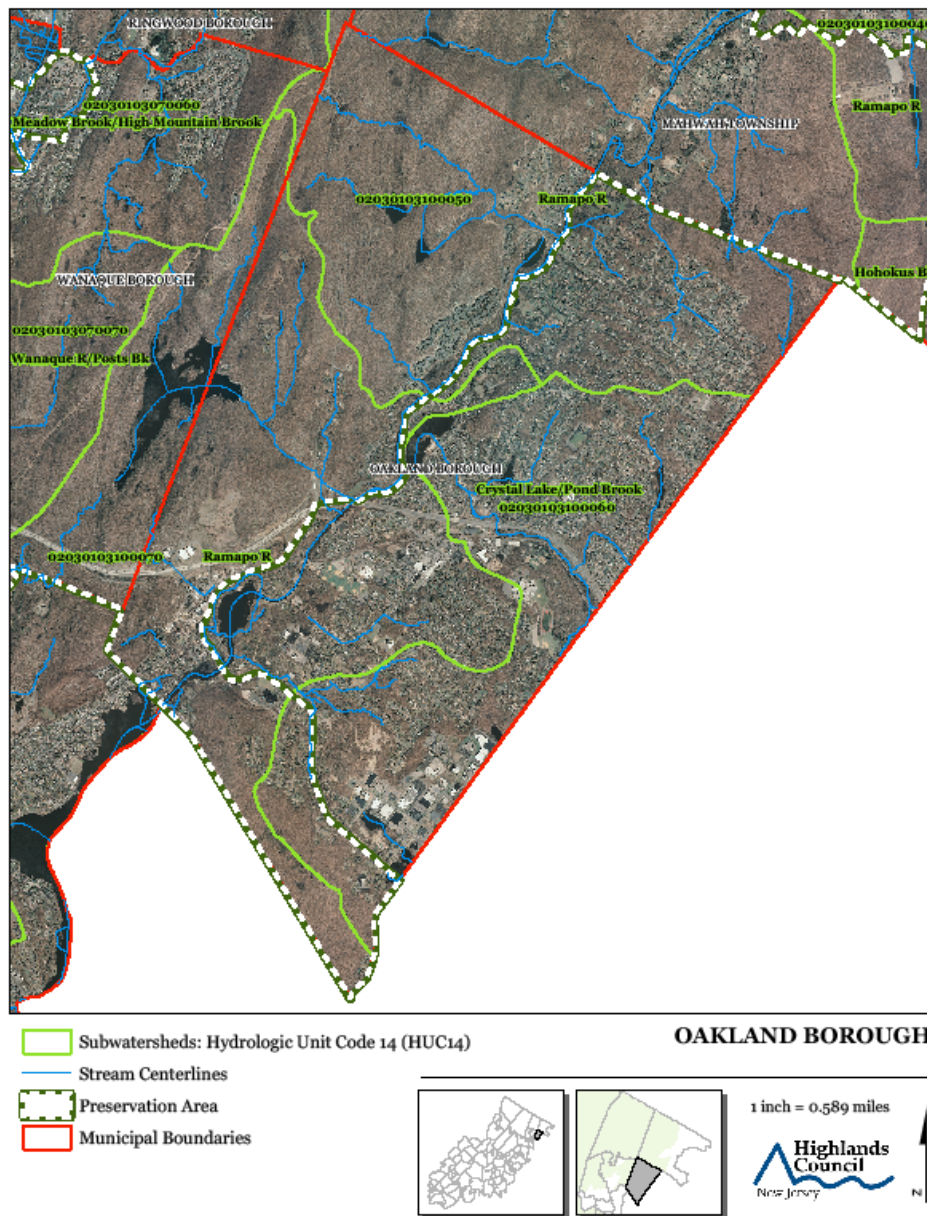 RINGWOOD BOROUGH
0203010310004
02030103070060
Meadow Brook/High Mountain Brook
Ramapo R
MAHWAH TOWNSHIP
02030103100050
Ramapo R
WANAQUE BOROUGH
Hohokus B
02030103070070
Wanaque R/Posts Bk
OAKLAND BOROUGH
Crystal Lake/Pond Brook
02030103100060
02030103100070
Ramapo R
Subwatersheds: Hydrologic Unit Code 14 (HUC14)
Stream Centerlines
Preservation Area
Municipal Boundaries
OAKLAND BOROUGH
1 inch = 0.589 miles
Highlands
Council
New Jersey
N